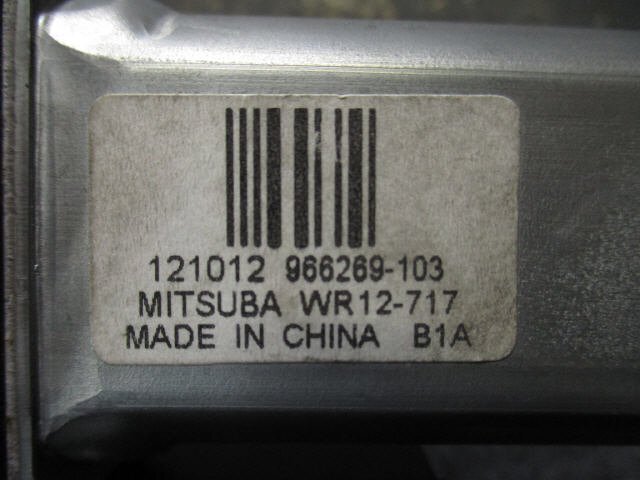 121012 966269-103
MITSUBA WR12-717
MADE IN CHINA B1A